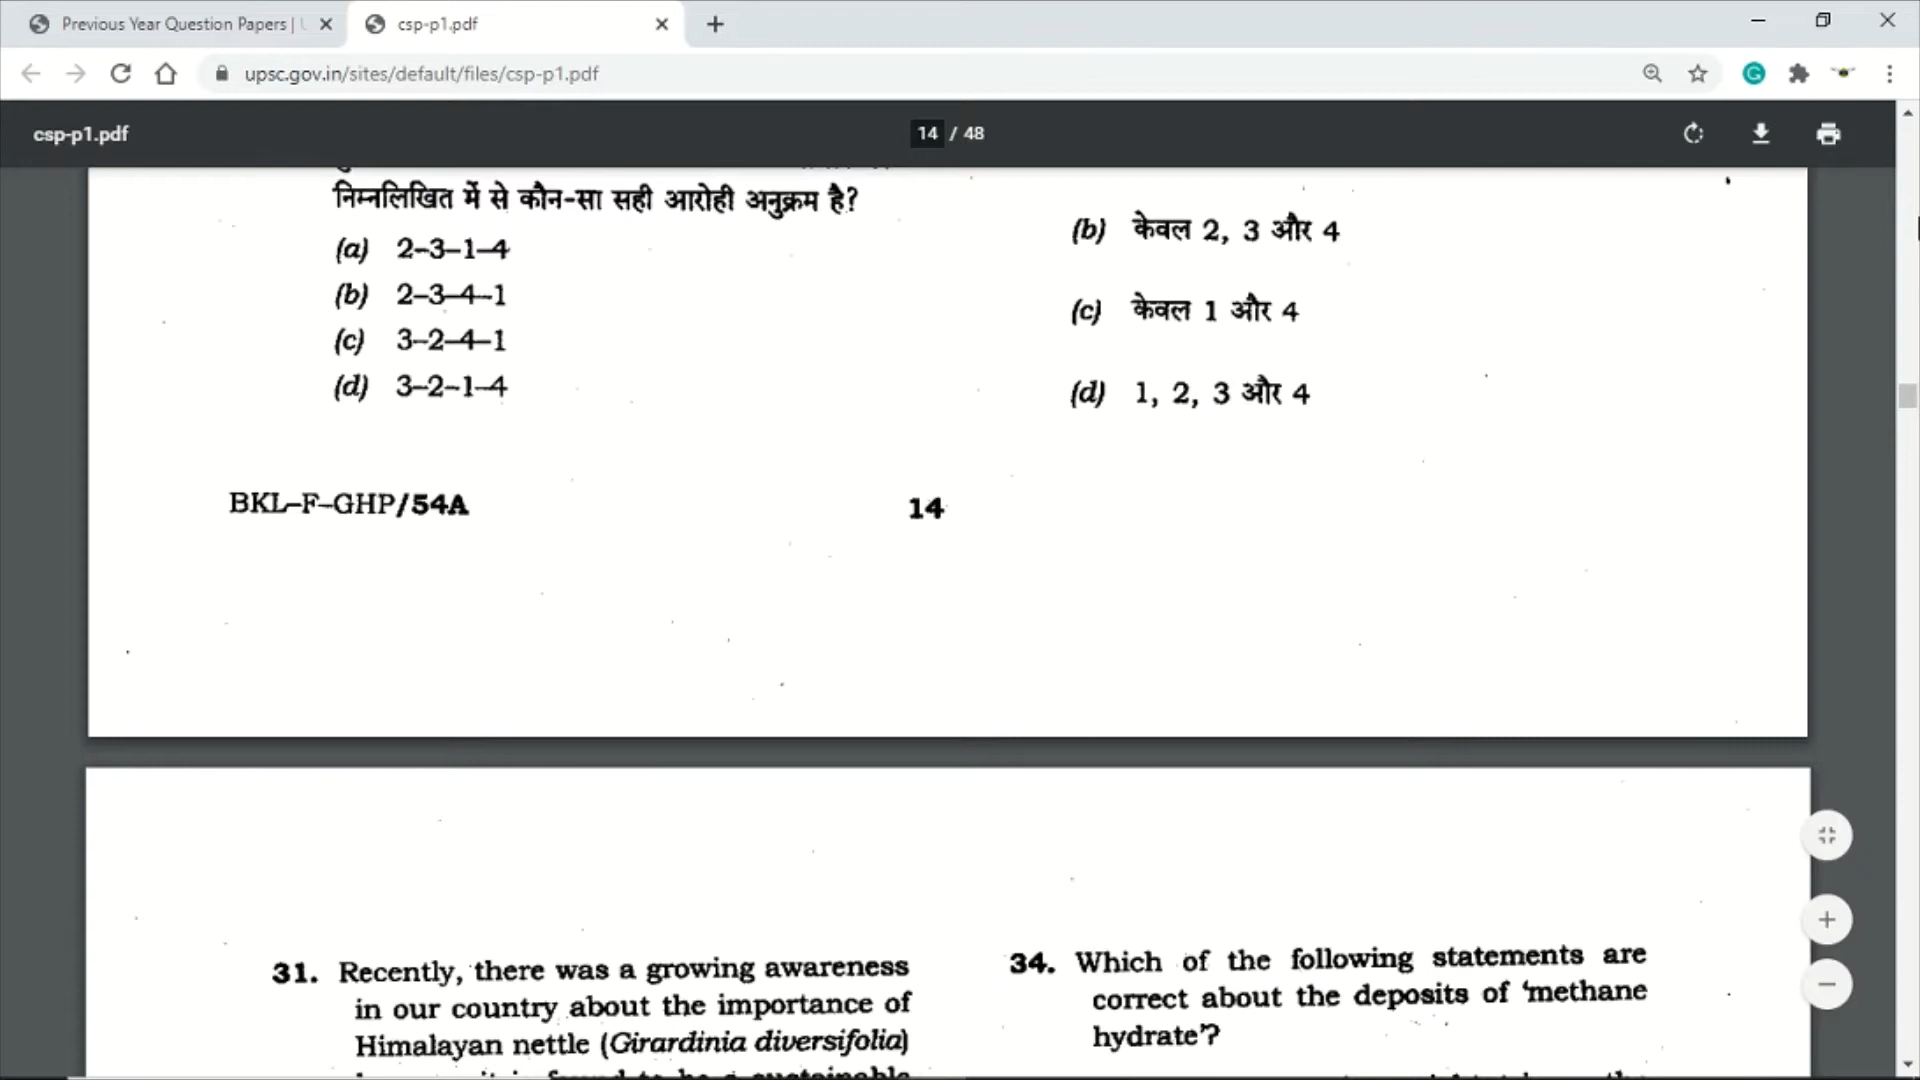 Previous Year Question Papers |
csp-p1.pdf
upsc.gov.in/sites/default/files/csp-p1.pdf
csp-p1.pdf
14 / 48
निम्नलिखित में से कौन-सा सही आरोही अनुक्रम है?
(a) 2–3–1–4
(b) 2–3–4–1
(c) 3–2–4–1
(d) 3–2–1–4
(b) केवल 2, 3 और 4
(c) केवल 1 और 4
(d) 1, 2, 3 और 4
BKL–F–GHP/54A
14
31. Recently, there was a growing awareness
in our country about the importance of
Himalayan nettle (Girardinia diversifolia)
34. Which of the following statements are
correct about the deposits of ‘methane
hydrate’?